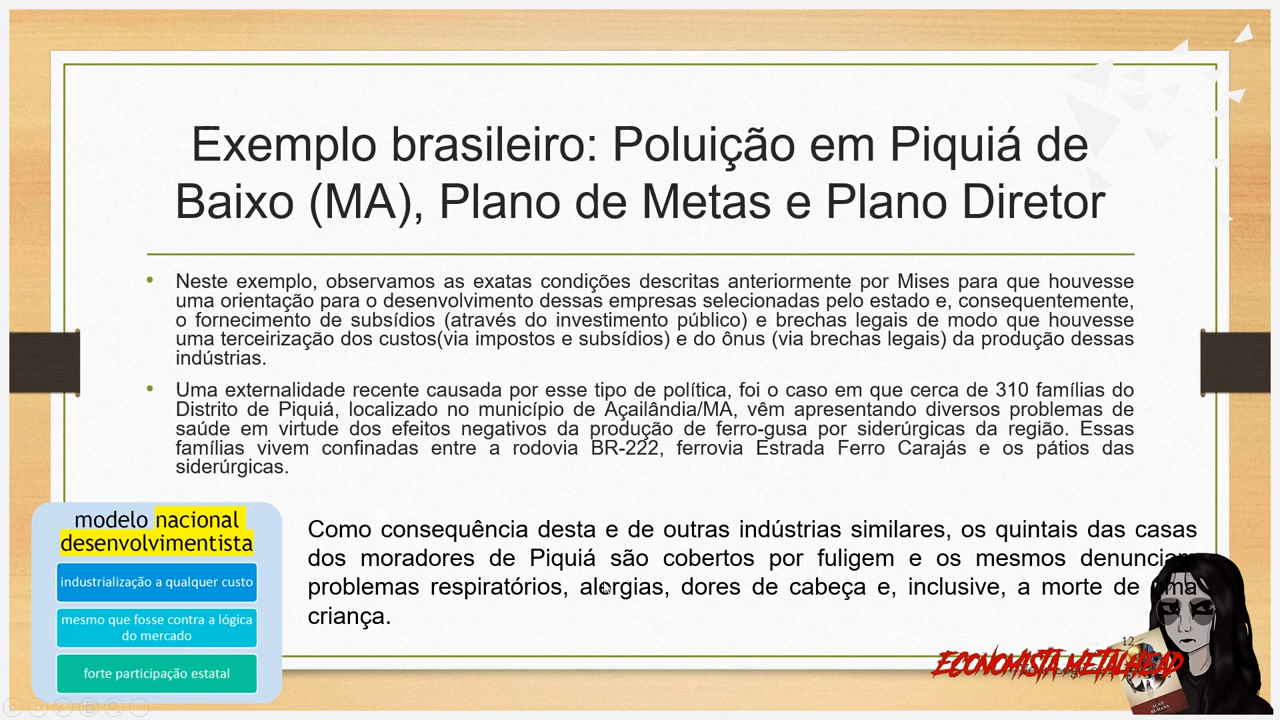 Exemplo brasileiro: Poluição em Piquiá de
Baixo (MA), Plano de Metas e Plano Diretor
• Neste exemplo, observamos as exatas condições descritas anteriormente por Mises para que houvesse
uma orientação para o desenvolvimento dessas empresas selecionadas pelo estado e, consequentemente,
o fornecimento de subsídios (através do investimento público) e brechas legais de modo que houvesse
uma terceirização dos custos(via impostos e subsídios) e do ônus (via brechas legais) da produção dessas
indústrias.
• Uma externalidade recente causada por esse tipo de política, foi o caso em que cerca de 310 famílias do
Distrito de Piquiá, localizado no município de Açailândia/MA, vêm apresentando diversos problemas de
saúde em virtude dos efeitos negativos da produção de ferro-gusa por siderúrgicas da região. Essas
famílias vivem confinadas entre a rodovia BR-222, ferrovia Estrada Ferro Carajás e os pátios das
siderúrgicas.
modelo nacional
desenvolvimentista
industrialização a qualquer custo
mesmo que fosse contra a lógica
do mercado
forte participação estatal
Como consequência desta e de outras indústrias similares, os quintais das casas
dos moradores de Piquiá são cobertos por fuligem e os mesmos denunciam
problemas respiratórios, alergias, dores de cabeça e, inclusive, a morte de uma
criança.
12
ECONOMISTA METALHEAD
AÇÃO
HUMANA